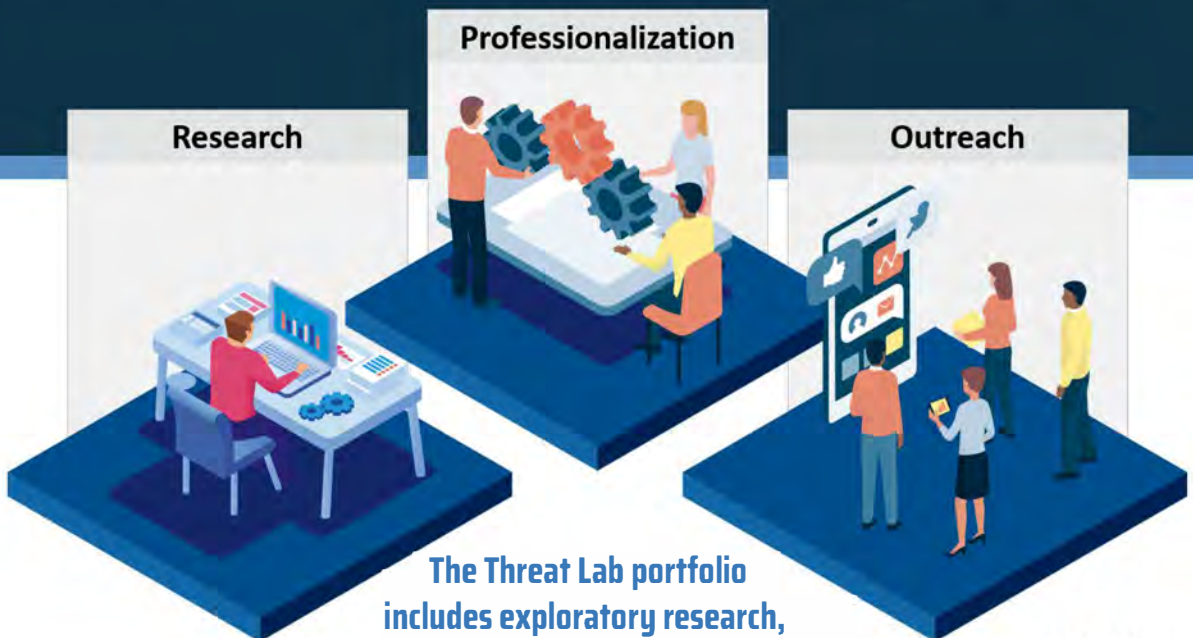 Professionalization
Research
Outreach
The Threat Lab portfolio
includes exploratory research,